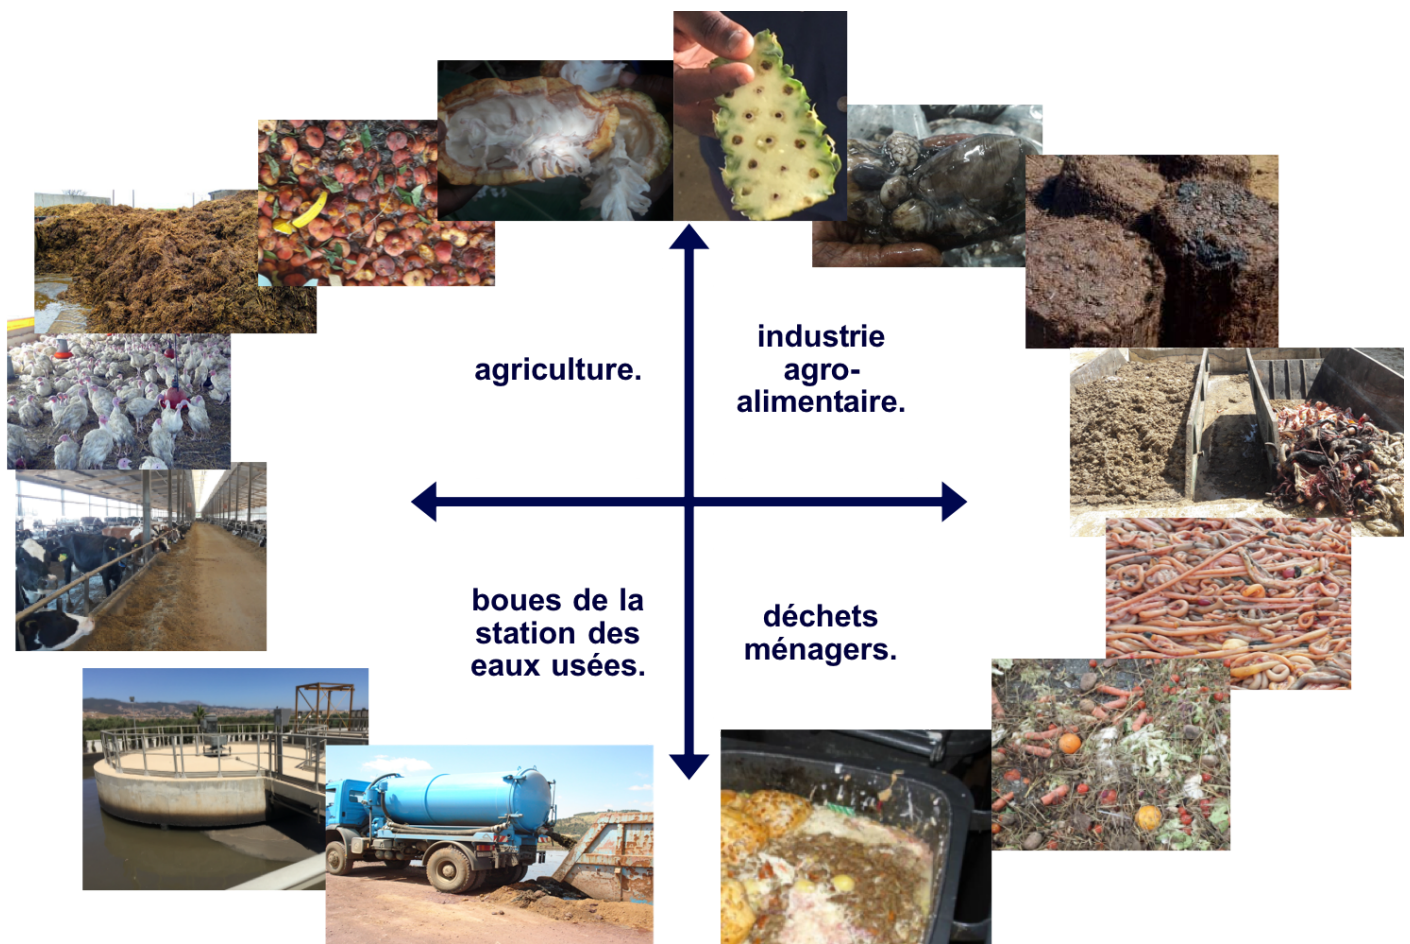 agriculture.
industrie
agro-
alimentaire.
boues de la
station des
eaux usées.
déchets
ménagers.